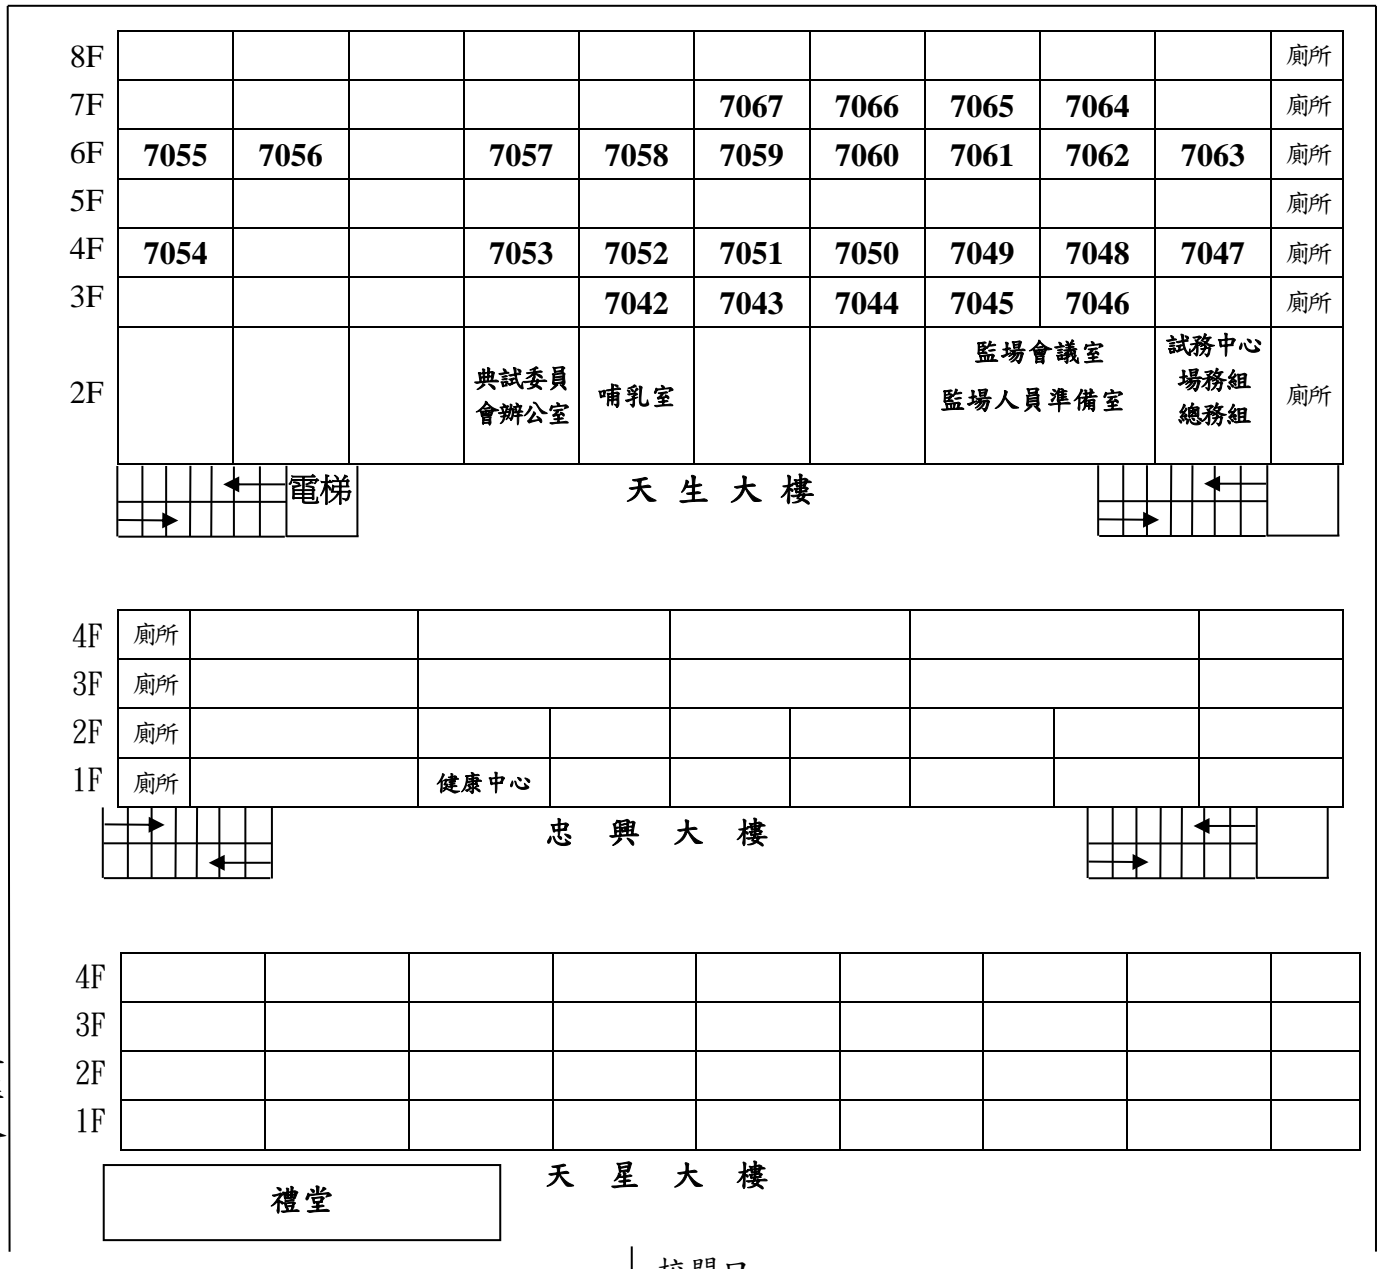 8F 廁所
7F 7067 7066 7065 7064 廁所
6F 7055 7056 7057 7058 7059 7060 7061 7062 7063 廁所
5F 廁所
4F 7054 7053 7052 7051 7050 7049 7048 7047 廁所
3F 7042 7043 7044 7045 7046 廁所
2F
典試委員
會辦公室
哺乳室
監場會議室
監場人員準備室
試務中心
場務組
總務組
廁所
電梯
天生大樓
4F 廁所
3F 廁所
2F 廁所
1F 廁所 健康中心
忠興大樓
4F
3F
2F
1F
天星大樓
禮堂